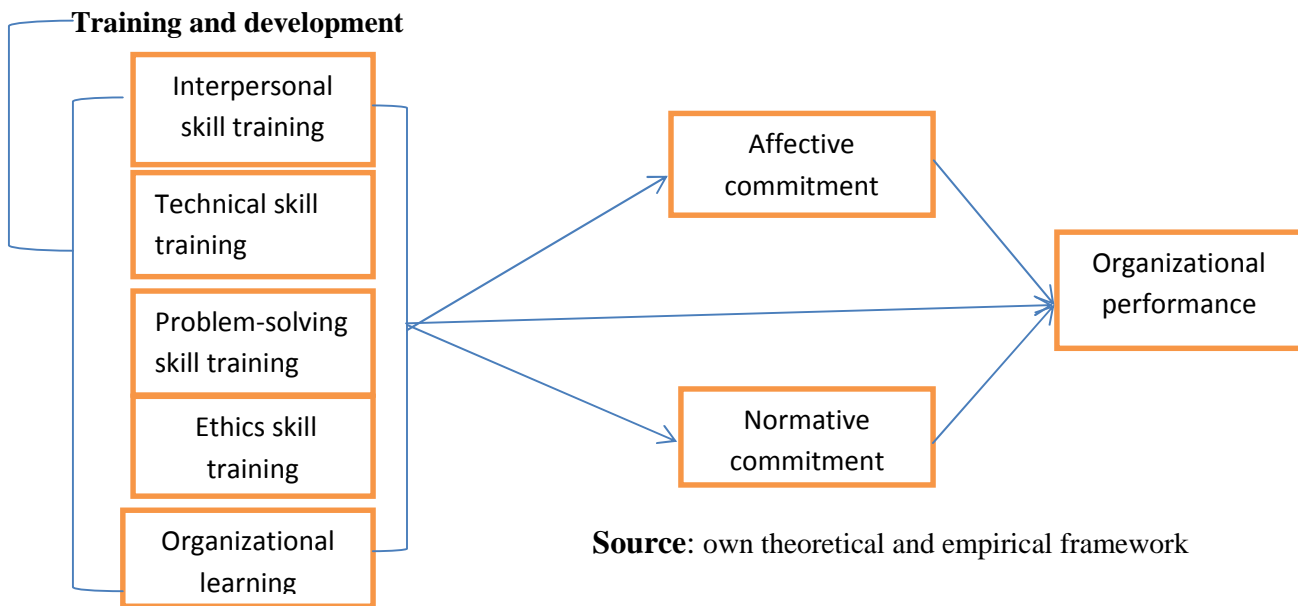 Training and development
Interpersonal
skill training
Technical skill
training
Problem-solving
skill training
Ethics skill
training
Organizational
learning
Affective
commitment
Normative
commitment
Organizational
performance
Source: own theoretical and empirical framework